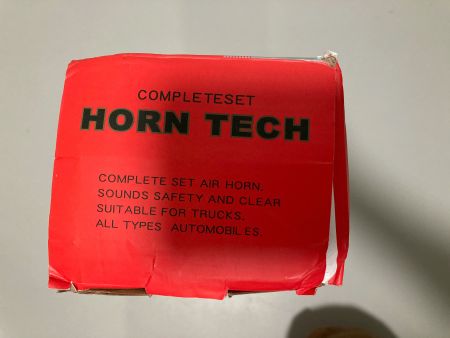 COMPLETESET
HORN TECH
COMPLETE SET AIR HORN.
SOUNDS SAFETY AND CLEAR
SUITABLE FOR TRUCKS.
ALL TYPES AUTOMOBILES.